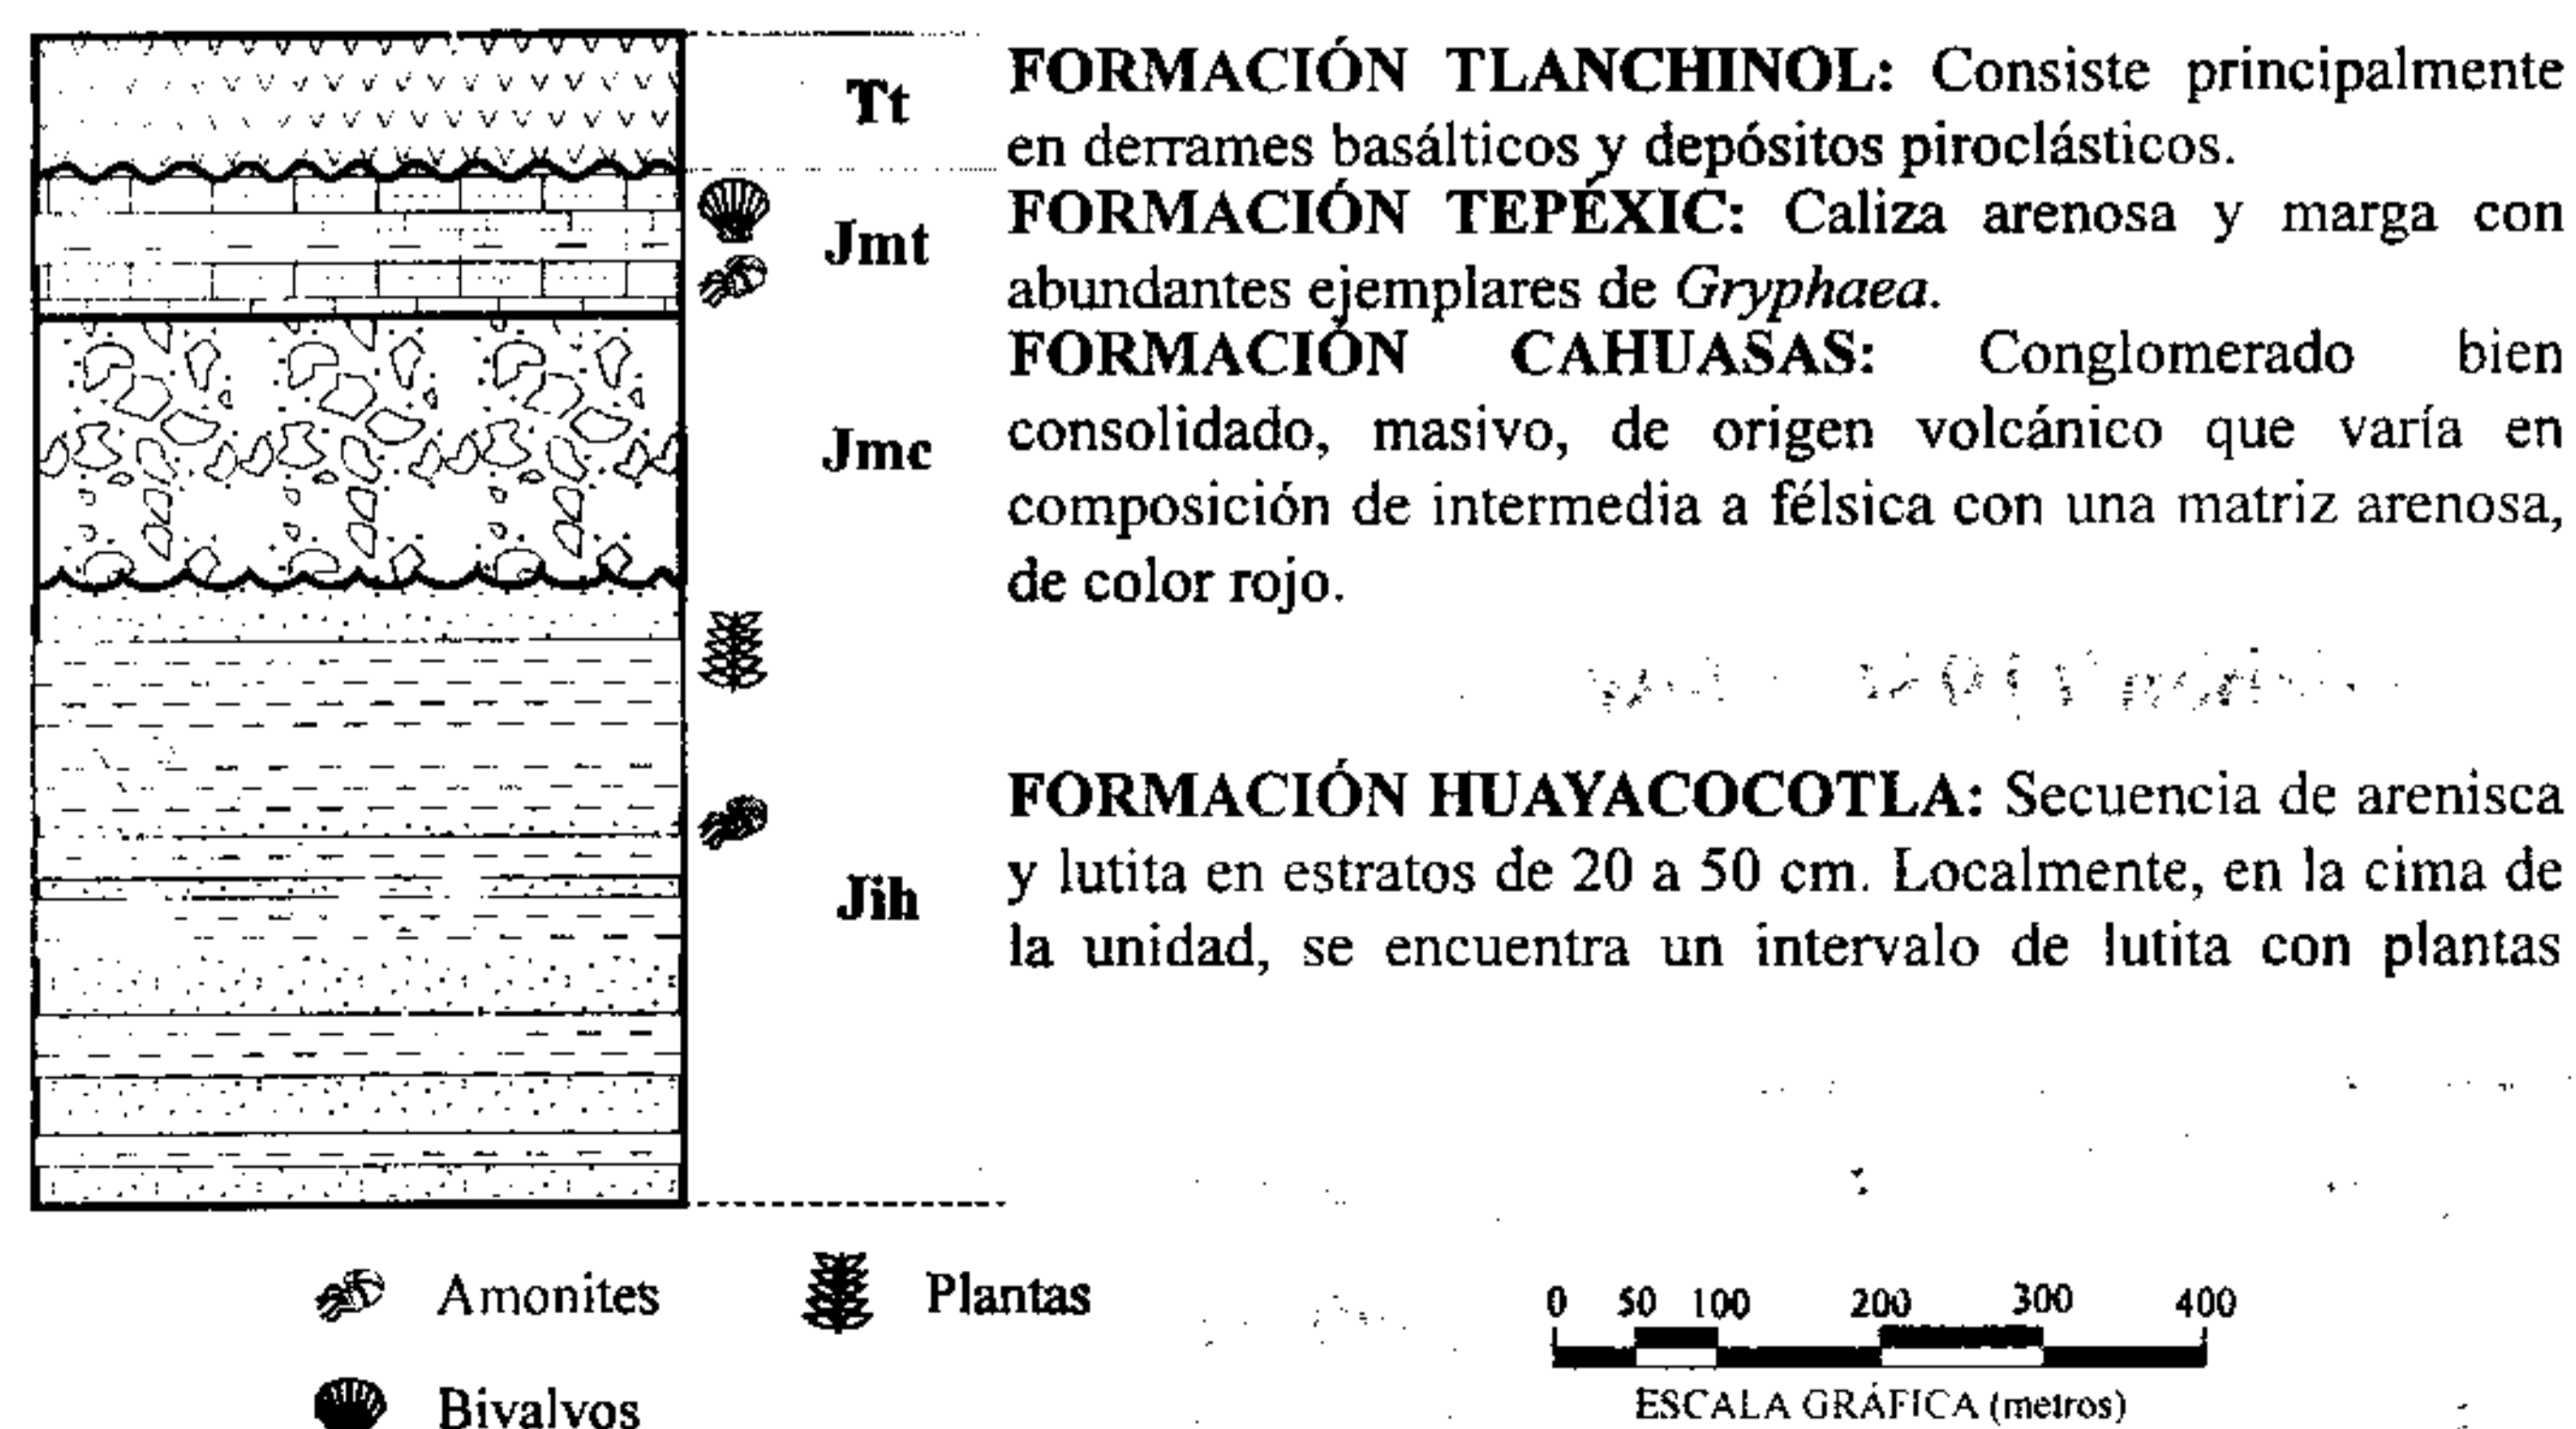 Tt
FORMACIÓN TLANCHINOL: Consiste principalmente
en derrames basálticos y depósitos piroclásticos.
Jmt
FORMACIÓN TEPÉXIC: Caliza arenosa y marga con
abundantes ejemplares de Gryphaea.
Jmc
FORMACIÓN CAHUASAS: Conglomerado bien
consolidado, masivo, de origen volcánico que varía en
composición de intermedia a félsica con una matriz arenosa,
de color rojo.
Jih
FORMACIÓN HUAYACOCOTLA: Secuencia de arenisca
y lutita en estratos de 20 a 50 cm. Localmente, en la cima de
la unidad, se encuentra un intervalo de lutita con plantas
Amonites
Plantas
Bivalvos
0 50 100 200 300 400
ESCALA GRÁFICA (metros)